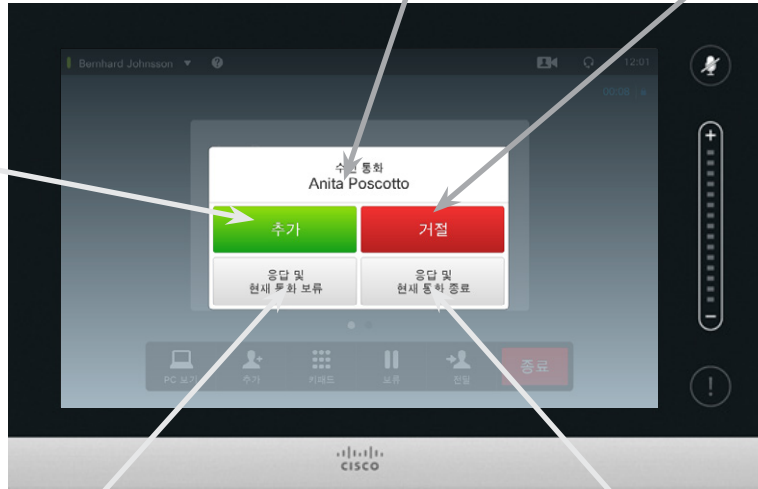 Bernhard Johnsson
?
12:01
00:08
수신 통화
Anita Poscotto
추가
거절
응답 및
현재 통화 보류
응답 및
현재 통화 종료
PC 보기
추가
키패드
보류
전달
종료
+
-
!
CISCO